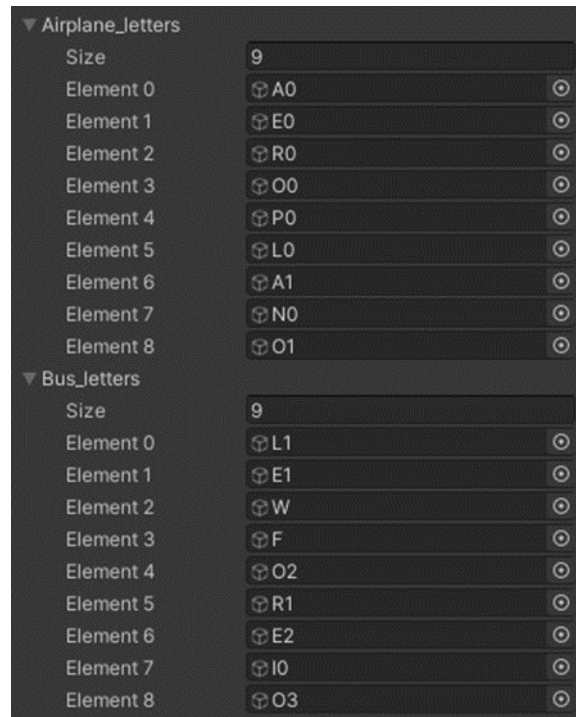 Airplane_letters
Size 9
Element 0 A0
Element 1 E0
Element 2 R0
Element 3 O0
Element 4 P0
Element 5 L0
Element 6 A1
Element 7 N0
Element 8 O1
Bus_letters
Size 9
Element 0 L1
Element 1 E1
Element 2 W
Element 3 F
Element 4 O2
Element 5 R1
Element 6 E2
Element 7 I0
Element 8 O3